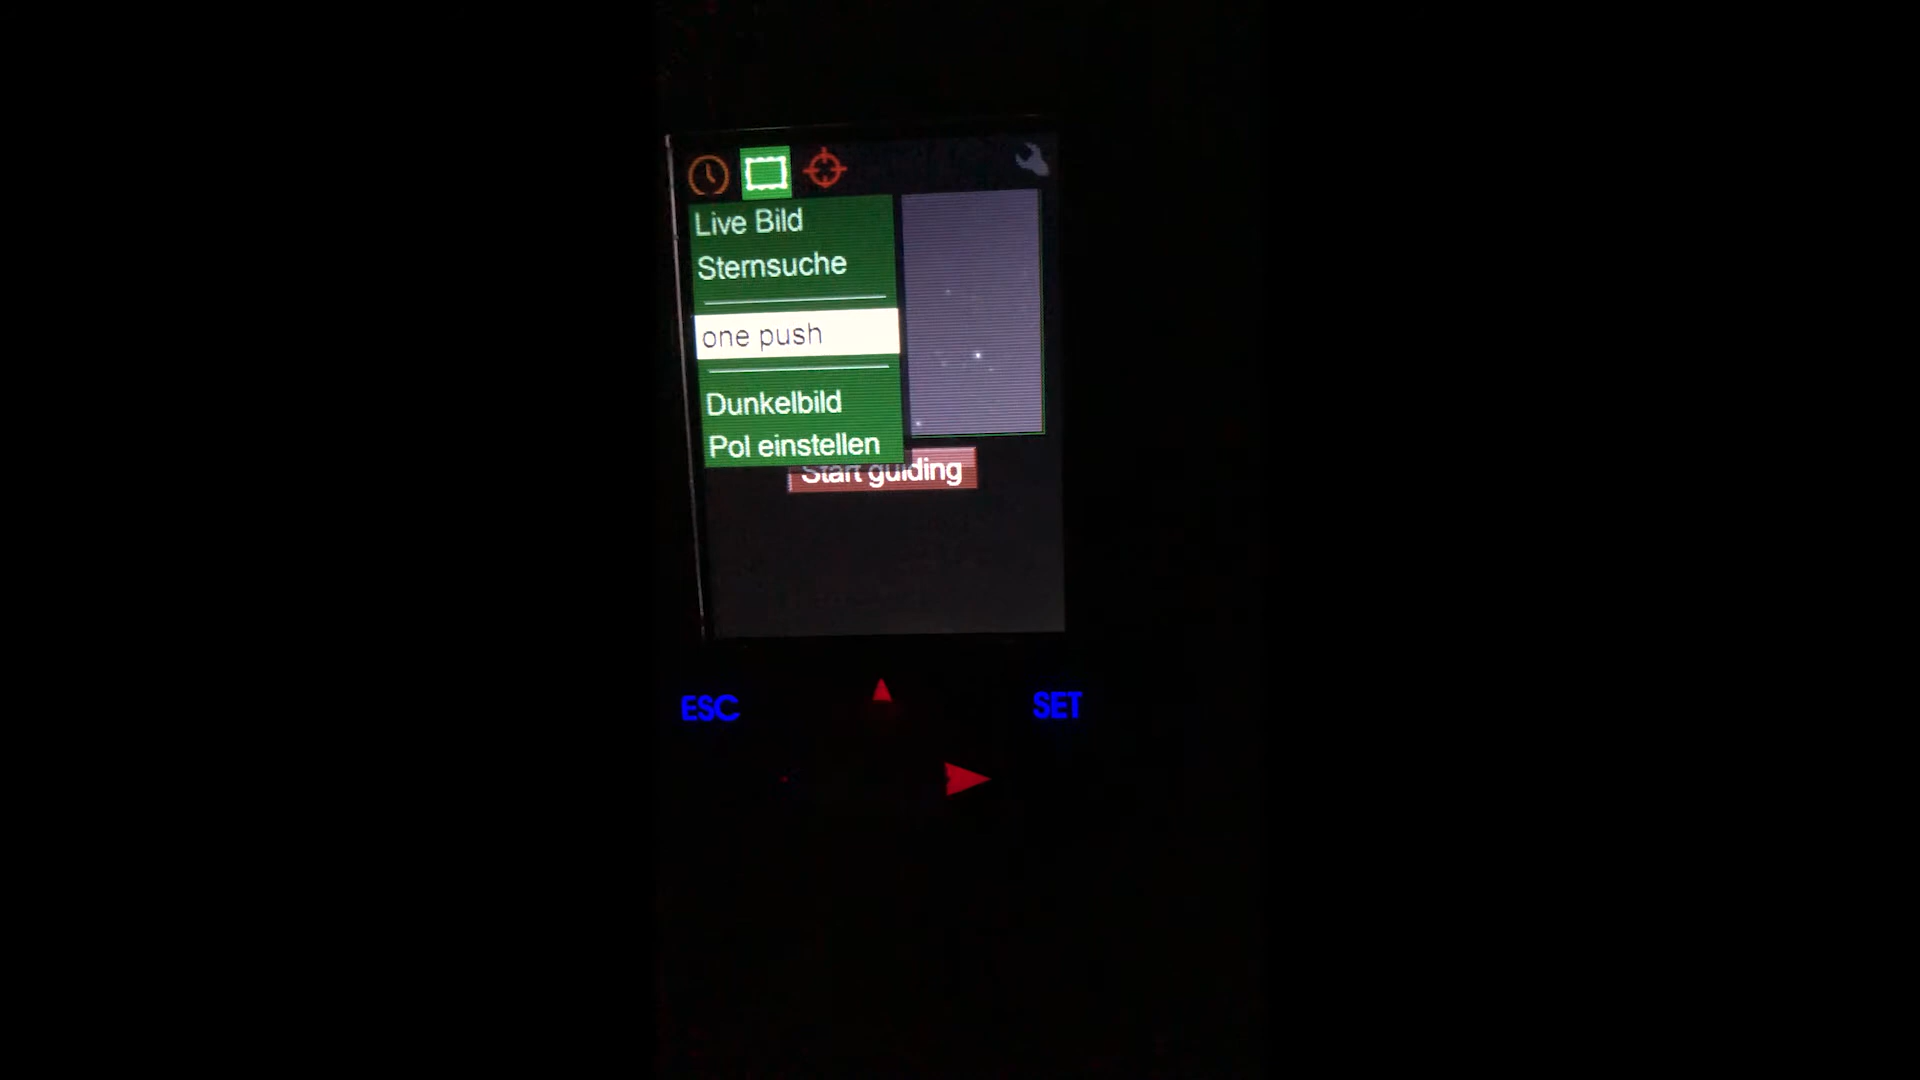 Live Bild
Sternsuche
one push
Dunkelbild
Pol einstellen
Start guiding
ESC
SET